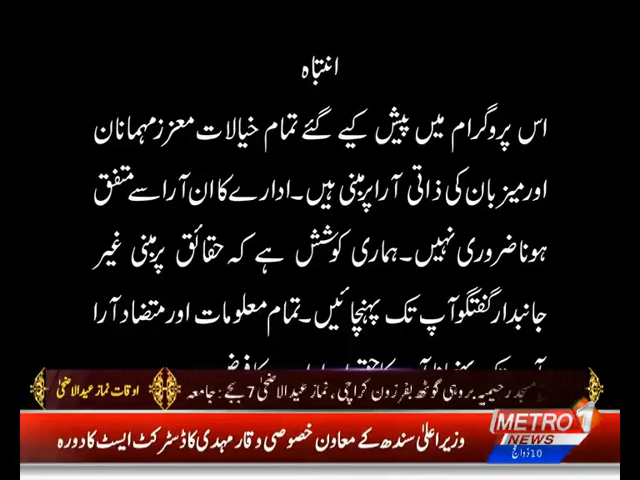 انتباہ
اس پروگرام میں پیش کیے گئے تمام خیالات معزز مہمانان
اور میزبان کی ذاتی آرا پر مبنی ہیں۔ ادارے کا ان آرا سے متفق
ہونا ضروری نہیں۔ ہماری کوشش ہے کہ حقائق پر مبنی غیر
جانبدار گفتگو آپ تک پہنچائیں۔ تمام معلومات اور متضاد آرا
مسجد رحیمیہ بروہی گوٹھ بفرزون کراچی ، نماز عید الاضحیٰ 7 بجے : جامعہ
اوقات نماز عید الاضحیٰ
وزیر اعلیٰ سندھ کے معاون خصوصی وقار مہدی کا ڈسٹرکٹ ایسٹ کا دورہ
METRO 1
NEWS
10 ذوالج